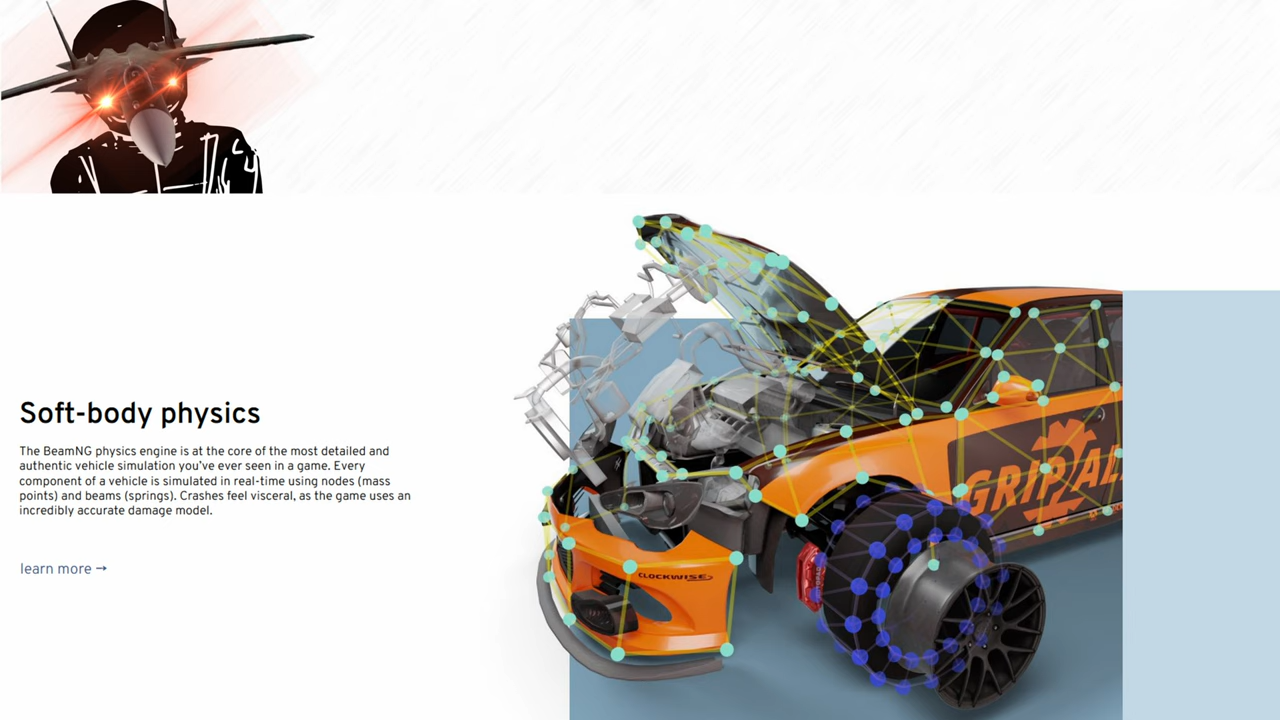 Soft-body physics
The BeamNG physics engine is at the core of the most detailed and
authentic vehicle simulation you've ever seen in a game. Every
component of a vehicle is simulated in real-time using nodes (mass
points) and beams (springs). Crashes feel visceral, as the game uses an
incredibly accurate damage model.
learn more →
GRIP ALL
CLOCKWISE